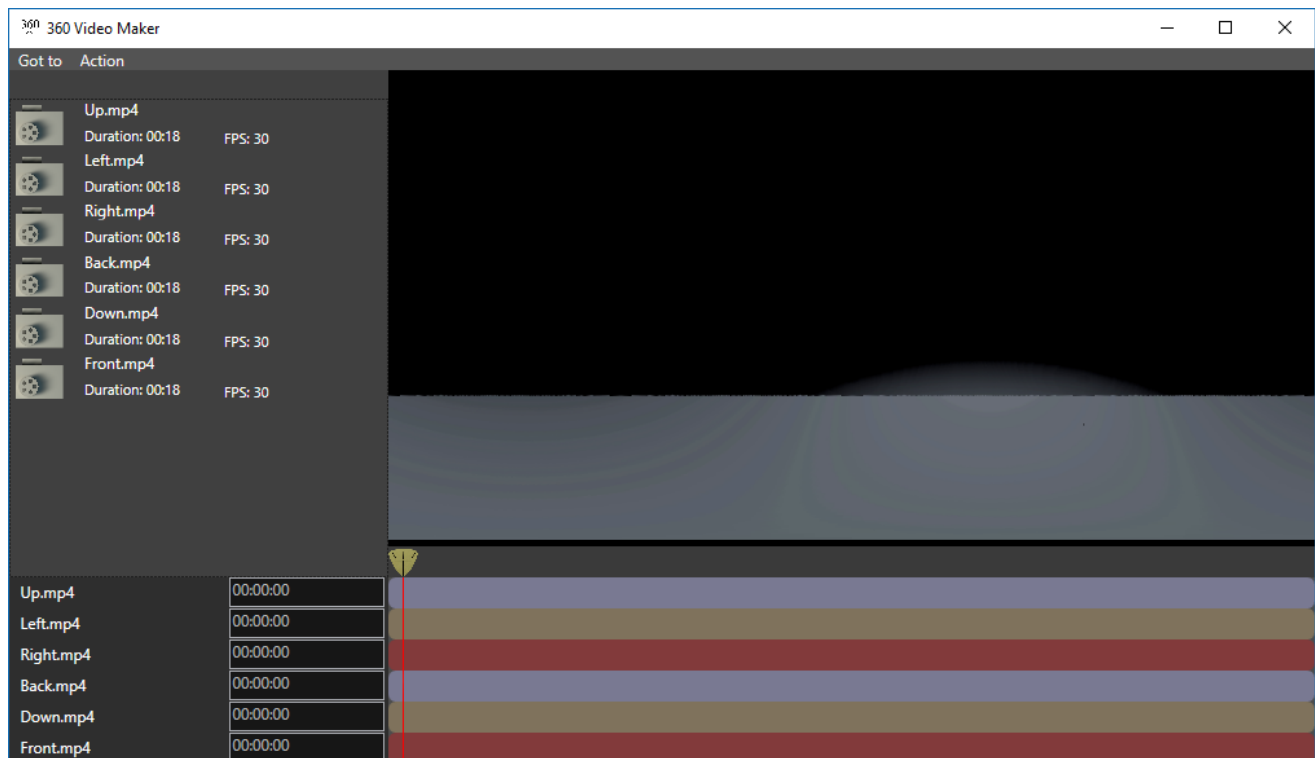 360 360 Video Maker
Got to Action
Up.mp4
Duration: 00:18 FPS: 30
Left.mp4
Duration: 00:18 FPS: 30
Right.mp4
Duration: 00:18 FPS: 30
Back.mp4
Duration: 00:18 FPS: 30
Down.mp4
Duration: 00:18 FPS: 30
Front.mp4
Duration: 00:18 FPS: 30
Up.mp4 00:00:00
Left.mp4 00:00:00
Right.mp4 00:00:00
Back.mp4 00:00:00
Down.mp4 00:00:00
Front.mp4 00:00:00